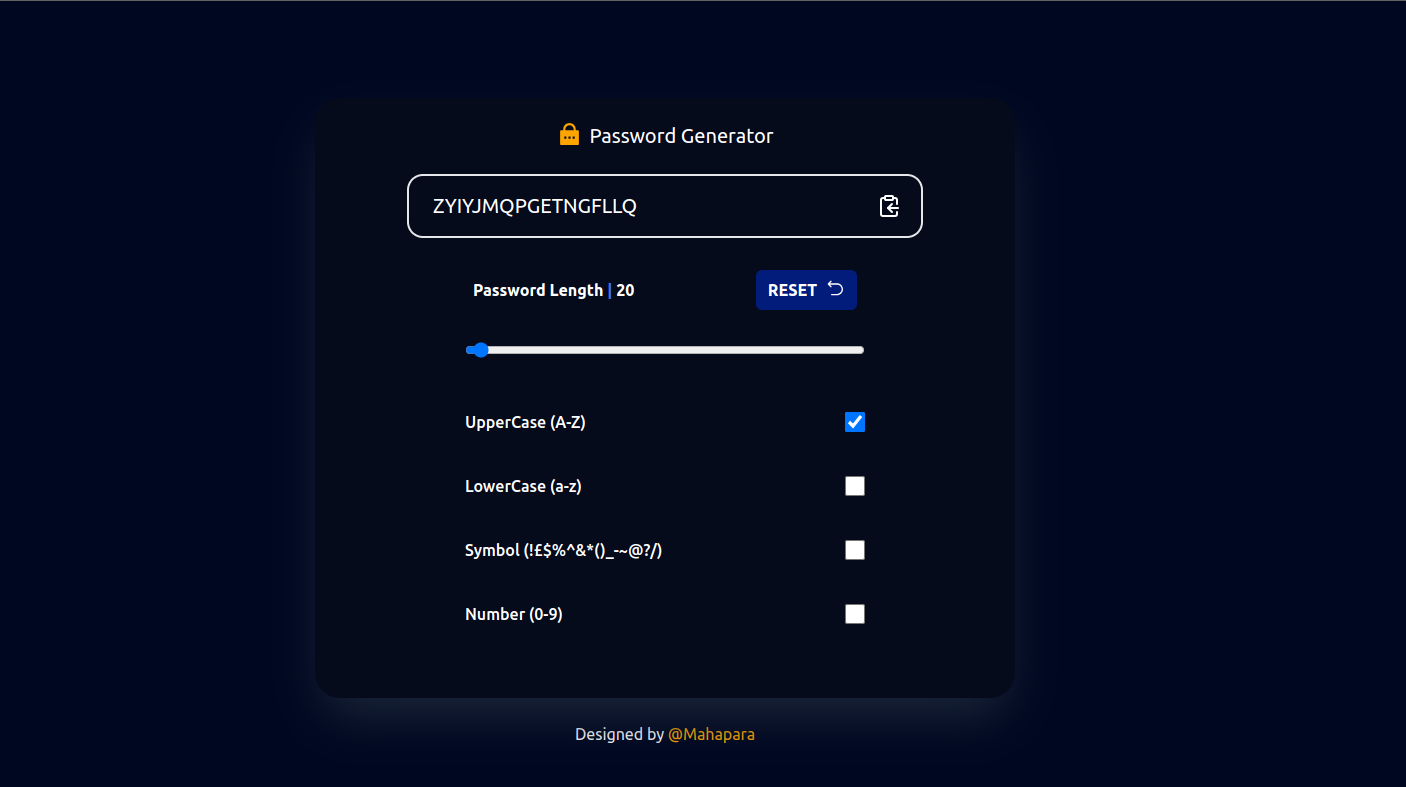 Password Generator
ZYIYJMQPGETNGFLLQ
Password Length | 20
RESET
UpperCase (A-Z)
LowerCase (a-z)
Symbol (!£$%^&*()_-~@?/)
Number (0-9)
Designed by @Mahapara